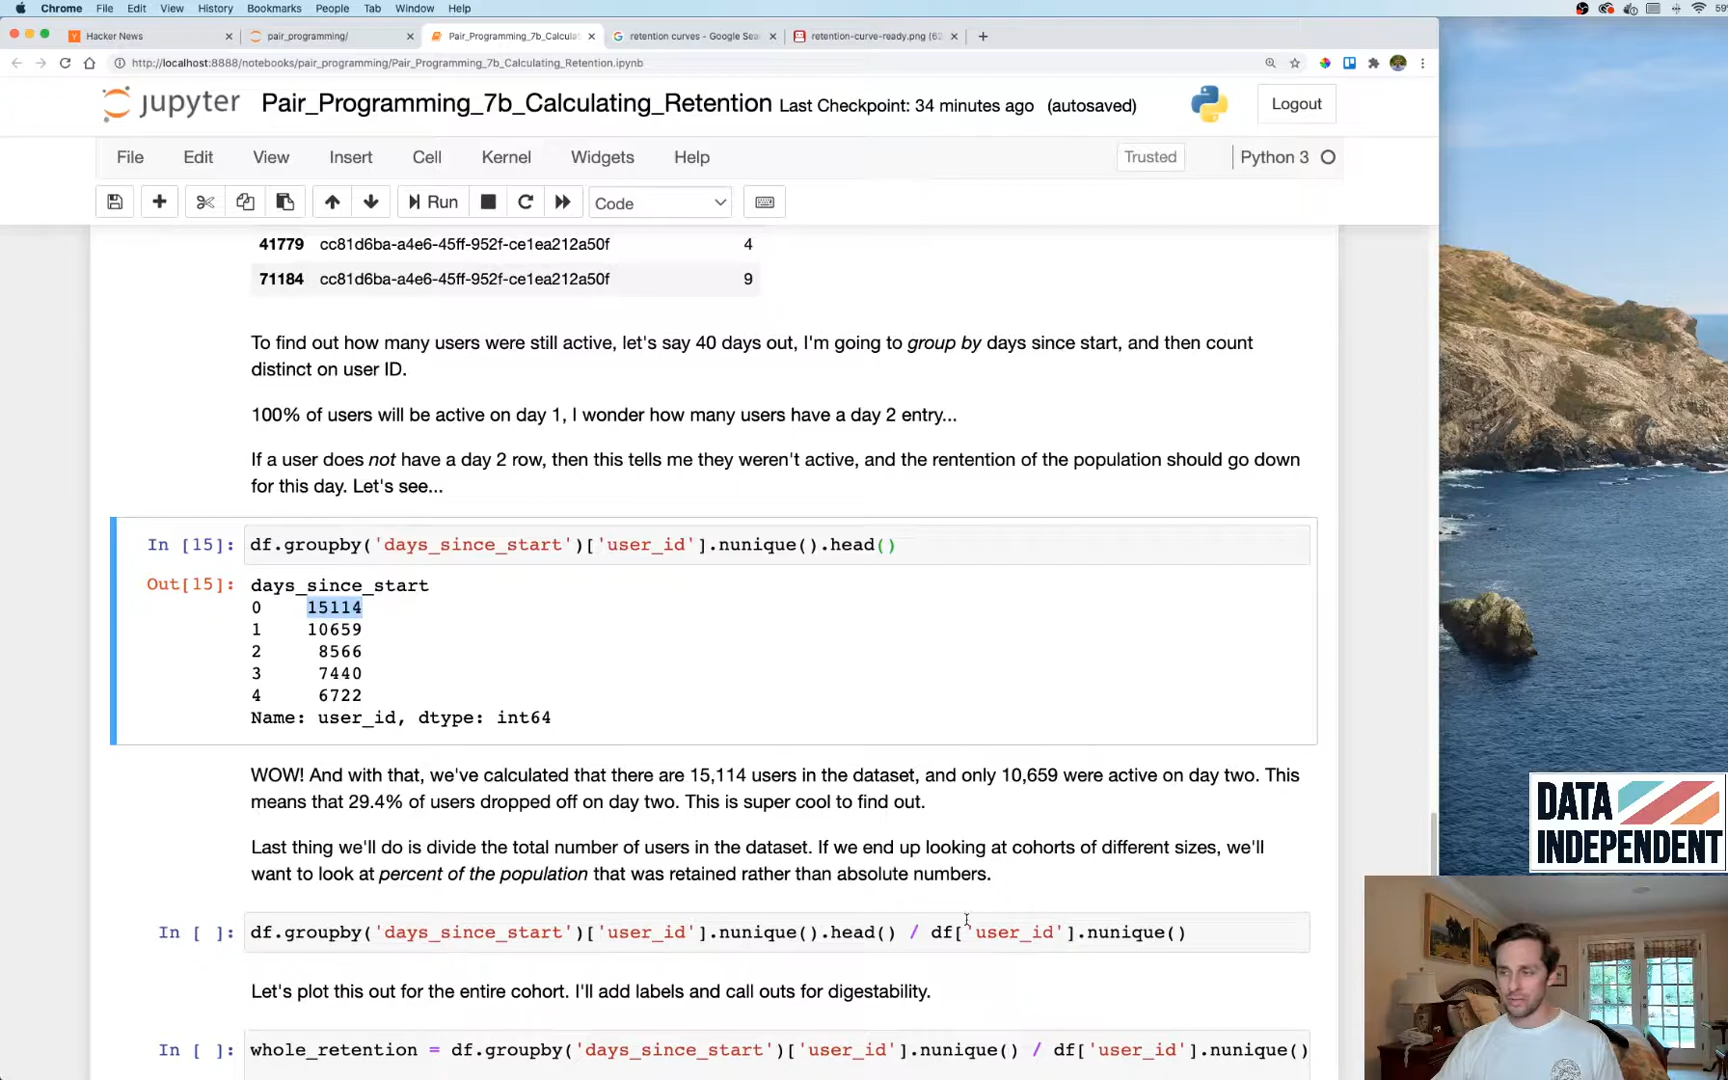 Chrome File Edit View History Bookmarks People Tab Window Help 59
Hacker News
pair_programming/
Pair_Programming_7b_Calculat
retention curves - Google Sea
retention-curve-ready.png (62
http://localhost:8888/notebooks/pair_programming/Pair_Programming_7b_Calculating_Retention.ipynb
jupyter Pair_Programming_7b_Calculating_Retention Last Checkpoint: 34 minutes ago (autosaved) Logout
File Edit View Insert Cell Kernel Widgets Help Trusted Python 3
Run Code
41779 cc81d6ba-a4e6-45ff-952f-ce1ea212a50f 4
71184 cc81d6ba-a4e6-45ff-952f-ce1ea212a50f 9
To find out how many users were still active, let's say 40 days out, I'm going to group by days since start, and then count
distinct on user ID.
100% of users will be active on day 1, I wonder how many users have a day 2 entry...
If a user does not have a day 2 row, then this tells me they weren't active, and the rentention of the population should go down
for this day. Let's see...
In [15]: df.groupby('days_since_start')['user_id'].nunique().head()
Out[15]: days_since_start
0 15114
1 10659
2 8566
3 7440
4 6722
Name: user_id, dtype: int64
WOW! And with that, we've calculated that there are 15,114 users in the dataset, and only 10,659 were active on day two. This
means that 29.4% of users dropped off on day two. This is super cool to find out.
Last thing we'll do is divide the total number of users in the dataset. If we end up looking at cohorts of different sizes, we'll
want to look at percent of the population that was retained rather than absolute numbers.
In [ ]: df.groupby('days_since_start')['user_id'].nunique().head() / df['user_id'].nunique()
Let's plot this out for the entire cohort. I'll add labels and call outs for digestability.
In [ ]: whole_retention = df.groupby('days_since_start')['user_id'].nunique() / df['user_id'].nunique()
DATA
INDEPENDENT